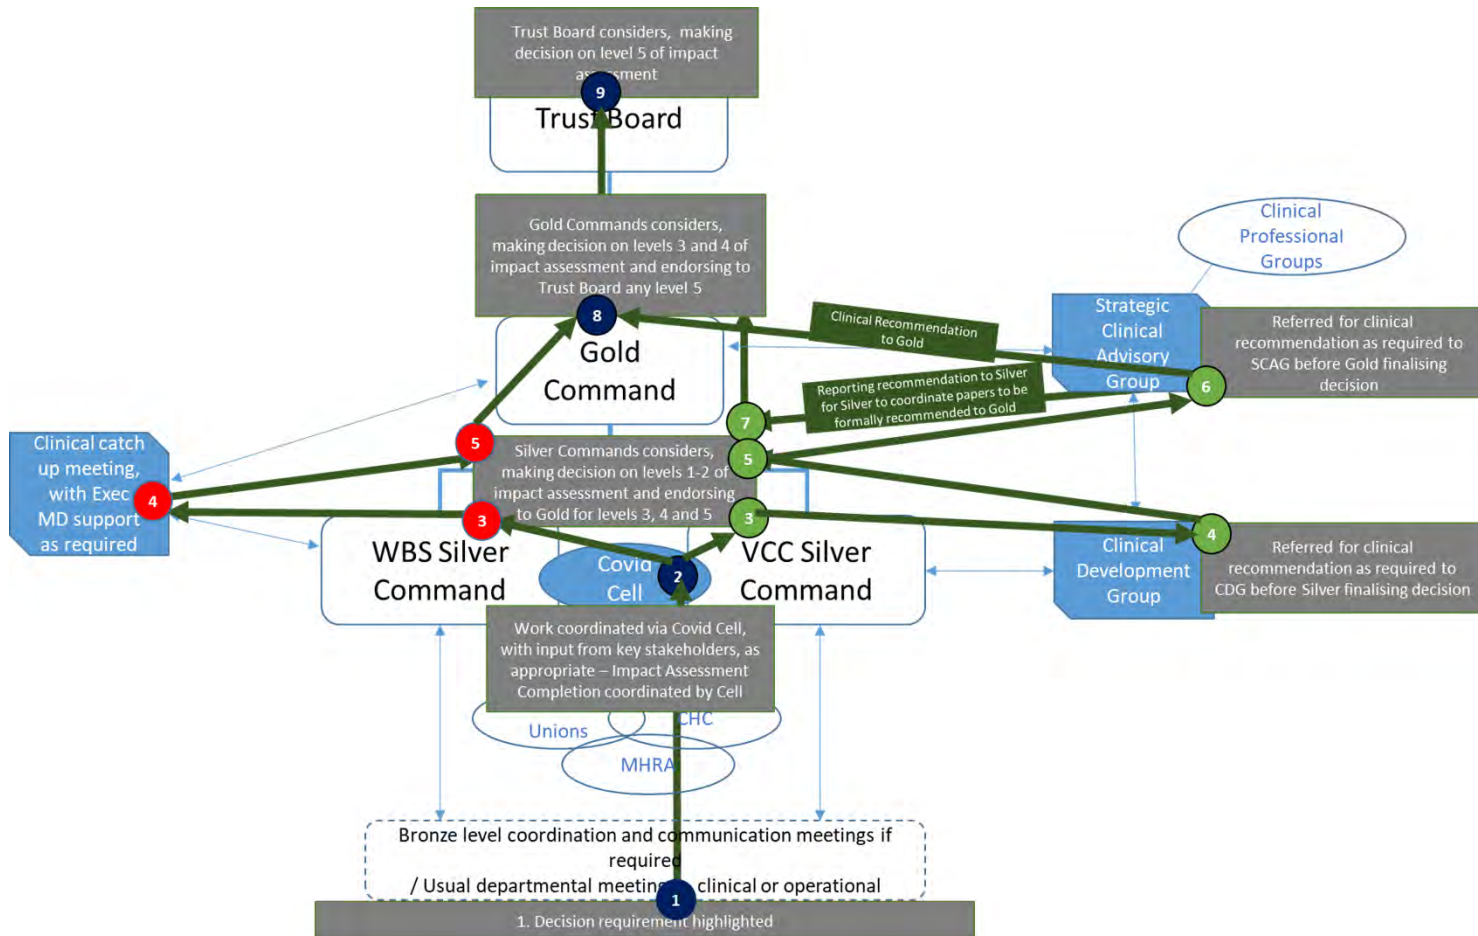 Trust Board considers, making
decision on level 5 of impact
assessment
9
Trust Board
Gold Commands considers,
making decision on levels 3 and 4 of
impact assessment and endorsing to
Trust Board any level 5
8
Gold
Command
Clinical
Professional
Groups
Strategic
Clinical
Advisory
Group
Referred for clinical
recommendation as required to
SCAG before Gold finalising
decision
6
Clinical Recommendation
to Gold
Reporting recommendation to Silver
for Silver to coordinate papers to be
formally recommended to Gold
7
5
5
Silver Commands considers,
making decision on levels 1-2 of
impact assessment and endorsing
to Gold for levels 3, 4 and 5
3
3
Clinical catch
up meeting,
with Exec
MD support
as required
4
WBS Silver
Command
Covid
Cell
2
VCC Silver
Command
Clinical
Development
Group
4
Referred for clinical
recommendation as required to
CDG before Silver finalising decision
Work coordinated via Covid Cell,
with input from key stakeholders, as
appropriate – Impact Assessment
Completion coordinated by Cell
Unions
CHC
MHRA
Bronze level coordination and communication meetings if
required
/ Usual departmental meeting clinical or operational
1
1. Decision requirement highlighted